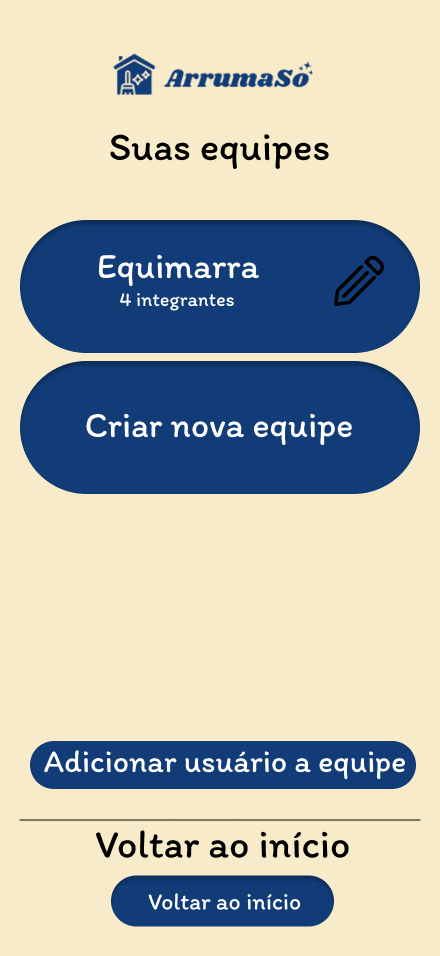 ArrumaSó
Suas equipes
Equimarra
4 integrantes
Criar nova equipe
Adicionar usuário a equipe
Voltar ao início
Voltar ao início